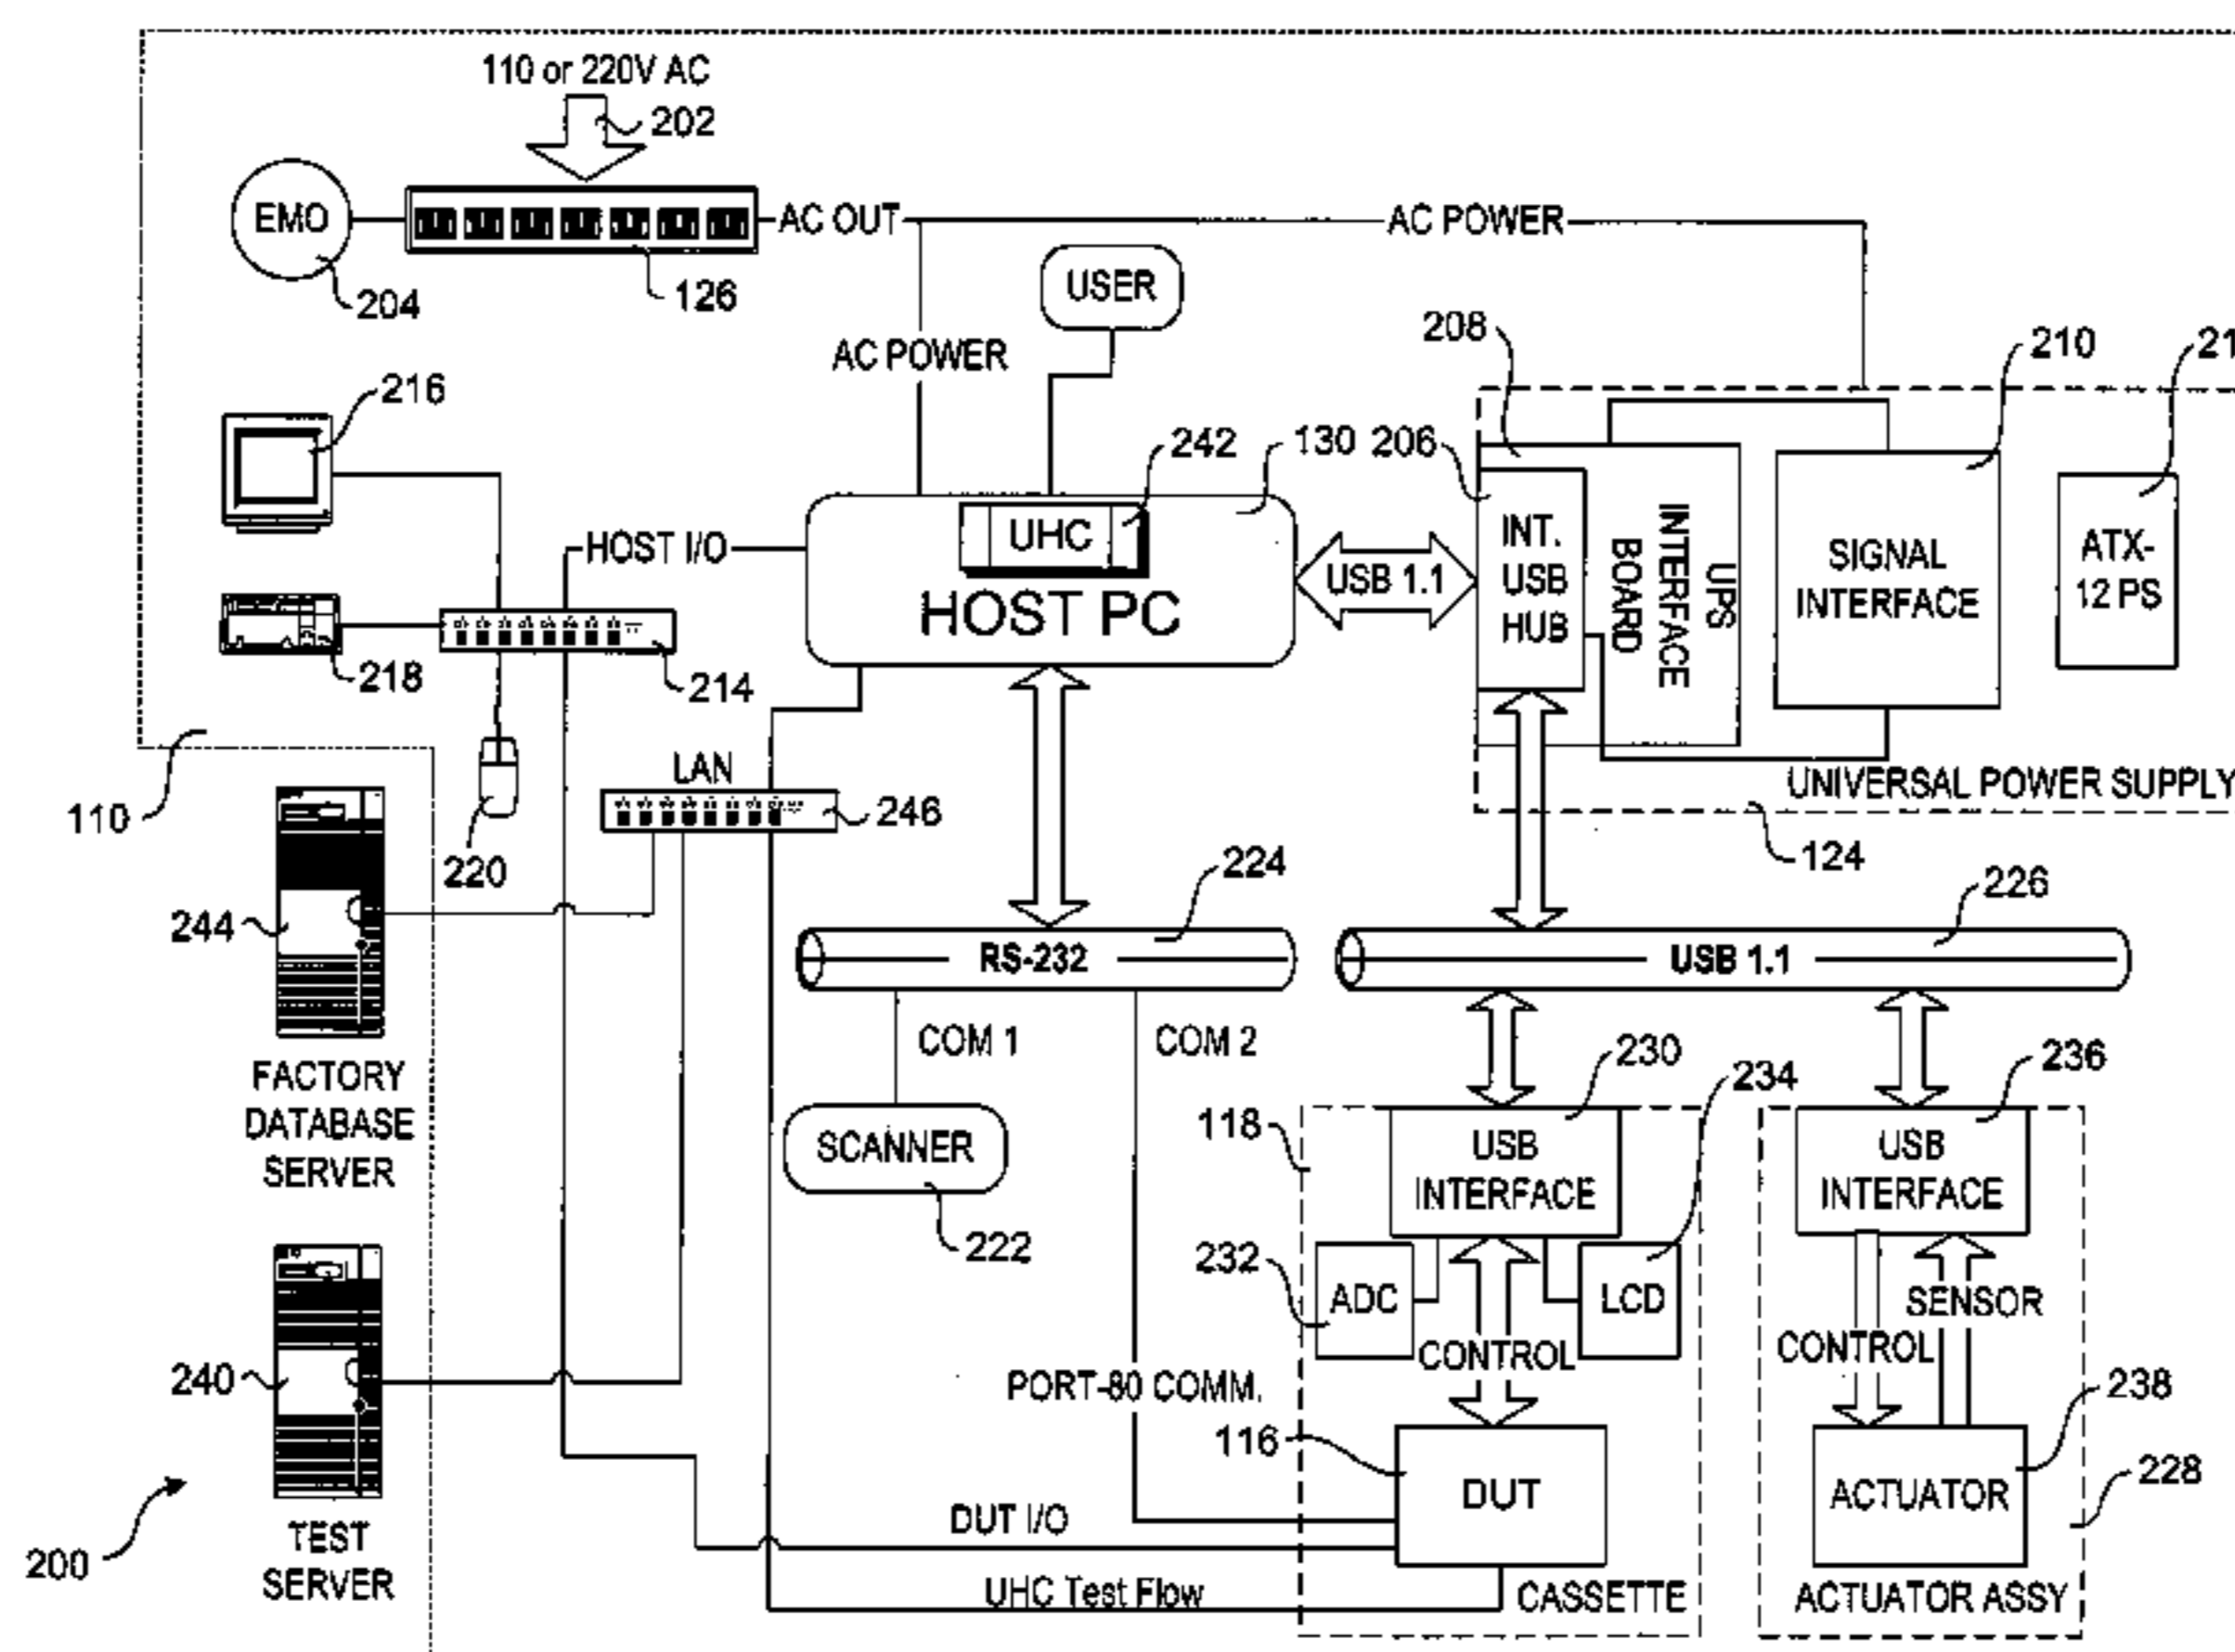 110 or 220V AC
202
EMO
AC OUT
AC POWER
204
126
USER
AC POWER
208
210
21
216
242
130
206
HOST I/O
UHC
HOST PC
USB 1.1
INT.
USB
HUB
UPS
INTERFACE
BOARD
SIGNAL
INTERFACE
ATX-
12 PS
218
214
LAN
UNIVERSAL POWER SUPPLY
110
246
220
124
224
226
244
RS-232
USB 1.1
COM 1
COM 2
230
236
234
FACTORY
DATABASE
SERVER
118
SCANNER
USB
INTERFACE
USB
INTERFACE
222
232
ADC
LCD
SENSOR
CONTROL
CONTROL
240
PORT-80 COMM.
238
116
DUT
ACTUATOR
228
DUT I/O
200
TEST
SERVER
UHC Test Flow
CASSETTE
ACTUATOR ASSY